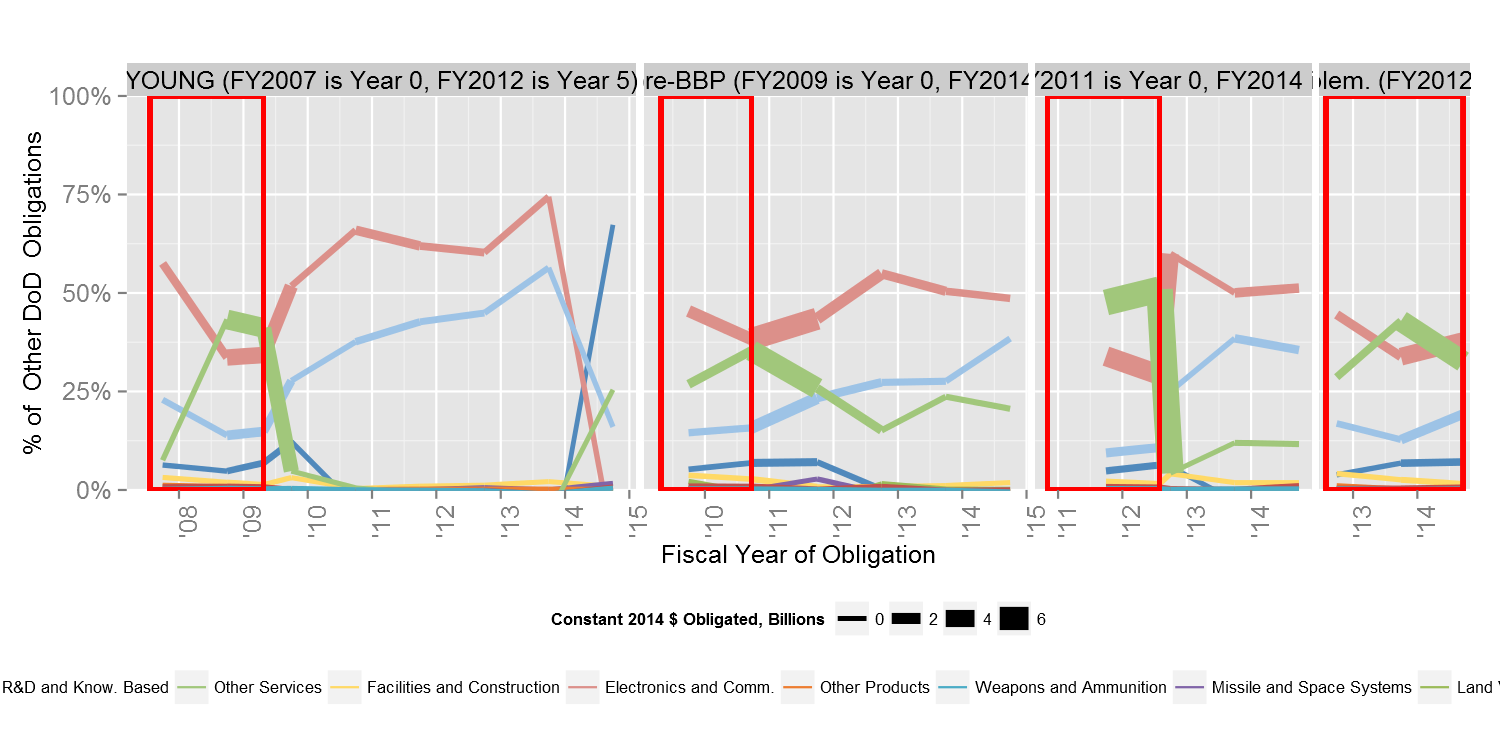 YOUNG (FY2007 is Year 0, FY2012 is Year 5)
re-BBP (FY2009 is Year 0, FY2014
Y2011 is Year 0, FY2014
lem. (FY2012
100%
75%
50%
25%
0%
% of Other DoD Obligations
'08 '09 '10 '11 '12 '13 '14 '15
'10 '11 '12 '13 '14 '15
'11 '12 '13 '14
'13 '14
Fiscal Year of Obligation
Constant 2014 $ Obligated, Billions 0 2 4 6
R&D and Know. Based Other Services Facilities and Construction Electronics and Comm. Other Products Weapons and Ammunition Missile and Space Systems Land